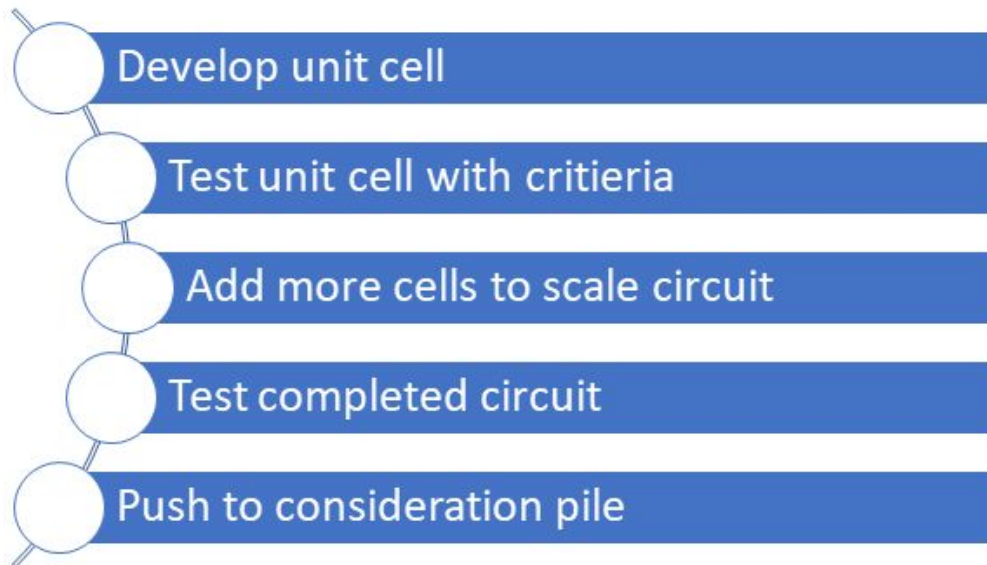 Develop unit cell
Test unit cell with critieria
Add more cells to scale circuit
Test completed circuit
Push to consideration pile